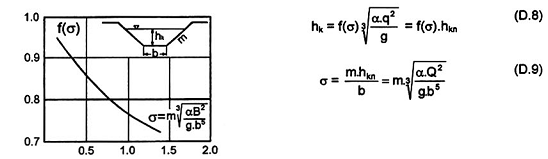 1.0
f(σ)
0.9
0.8
0.7
hₖ
m
b
σ=m∛(αB²/g.b⁵)
0.5
1.0
1.5
2.0
hₖ = f(σ) ∛(α.q²/g) = f(σ).hₖₙ (D.8)
σ = m.hₖₙ/b = m.∛(α.Q²/g.b⁵) (D.9)